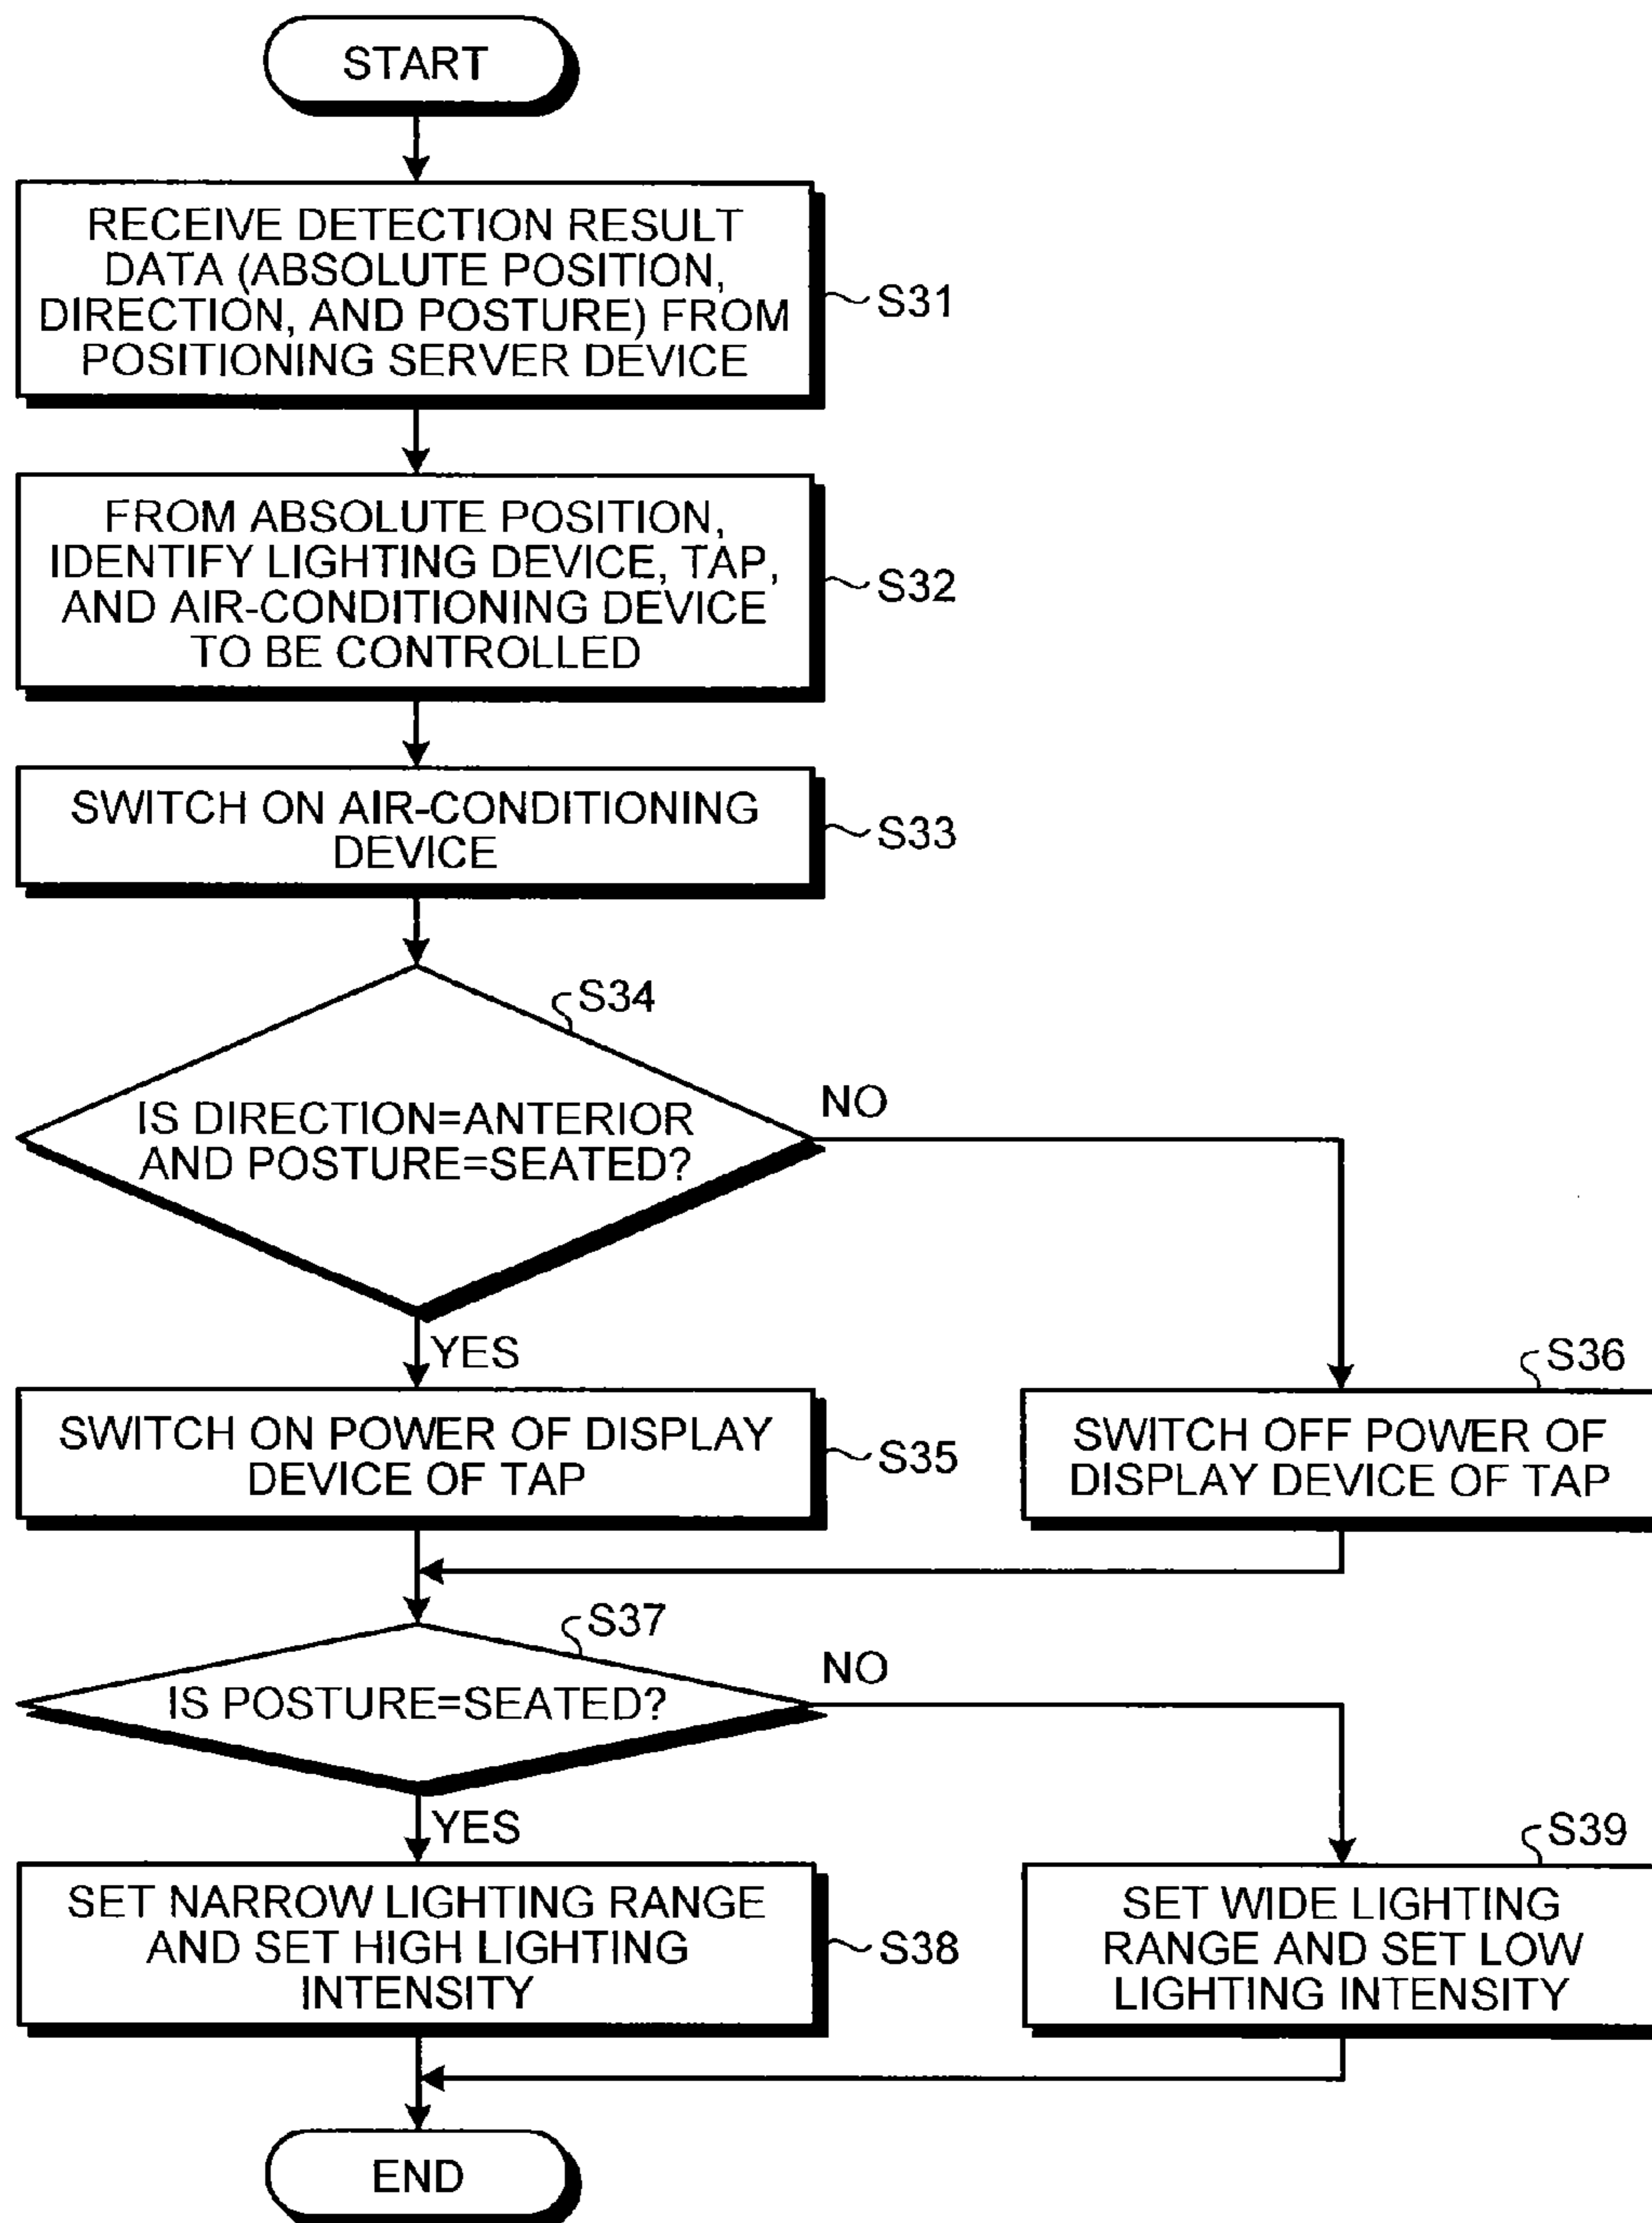 START
RECEIVE DETECTION RESULT
DATA (ABSOLUTE POSITION,
DIRECTION, AND POSTURE) FROM
POSITIONING SERVER DEVICE
S31
FROM ABSOLUTE POSITION,
IDENTIFY LIGHTING DEVICE, TAP,
AND AIR-CONDITIONING DEVICE
TO BE CONTROLLED
S32
SWITCH ON AIR-CONDITIONING
DEVICE
S33
S34
IS DIRECTION=ANTERIOR
AND POSTURE=SEATED?
NO
YES
SWITCH ON POWER OF DISPLAY
DEVICE OF TAP
S35
S36
SWITCH OFF POWER OF
DISPLAY DEVICE OF TAP
S37
IS POSTURE=SEATED?
NO
YES
SET NARROW LIGHTING RANGE
AND SET HIGH LIGHTING
INTENSITY
S38
S39
SET WIDE LIGHTING
RANGE AND SET LOW
LIGHTING INTENSITY
END